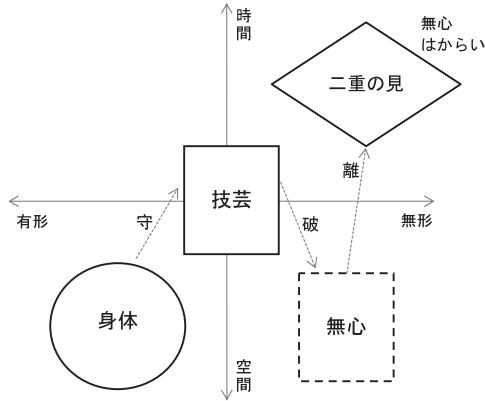 時間
無心
はからい
二重の見
離
技芸
守
破
有形
無形
身体
無心
空間